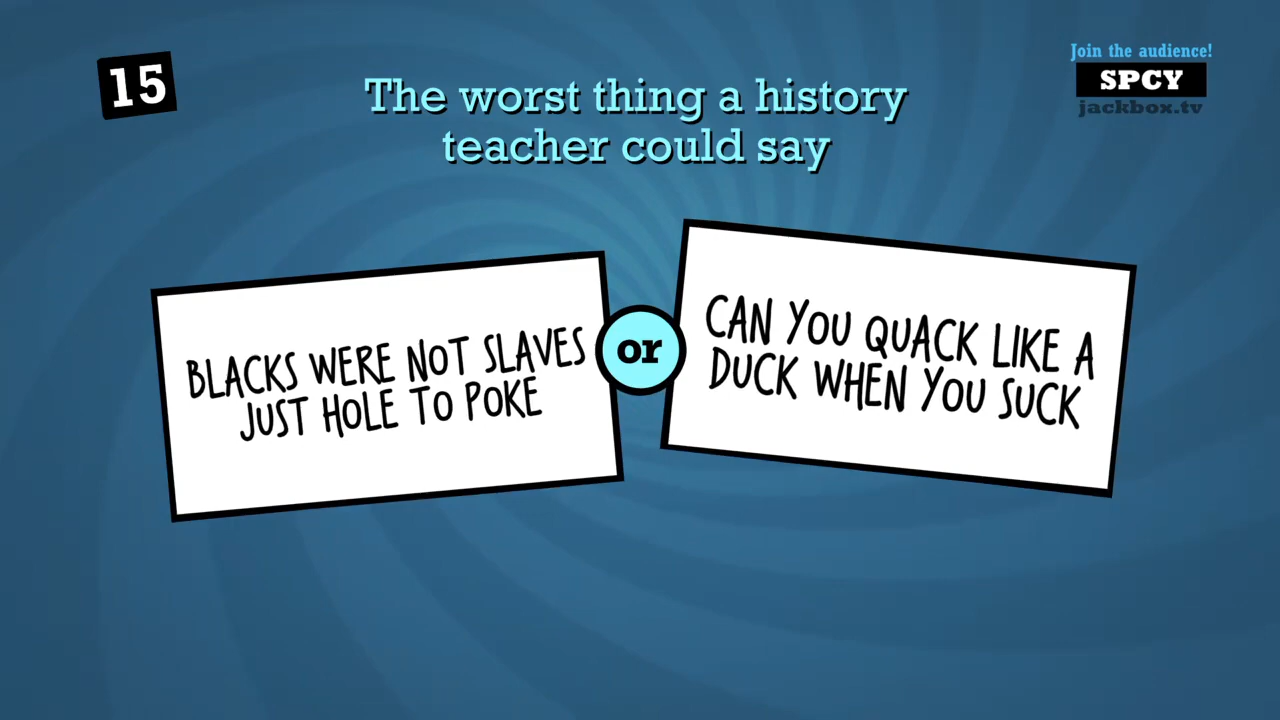 15
The worst thing a history
teacher could say
Join the audience!
SPCY
jackbox.tv
BLACKS WERE NOT SLAVES
JUST HOLE TO POKE
or
CAN YOU QUACK LIKE A
DUCK WHEN YOU SUCK